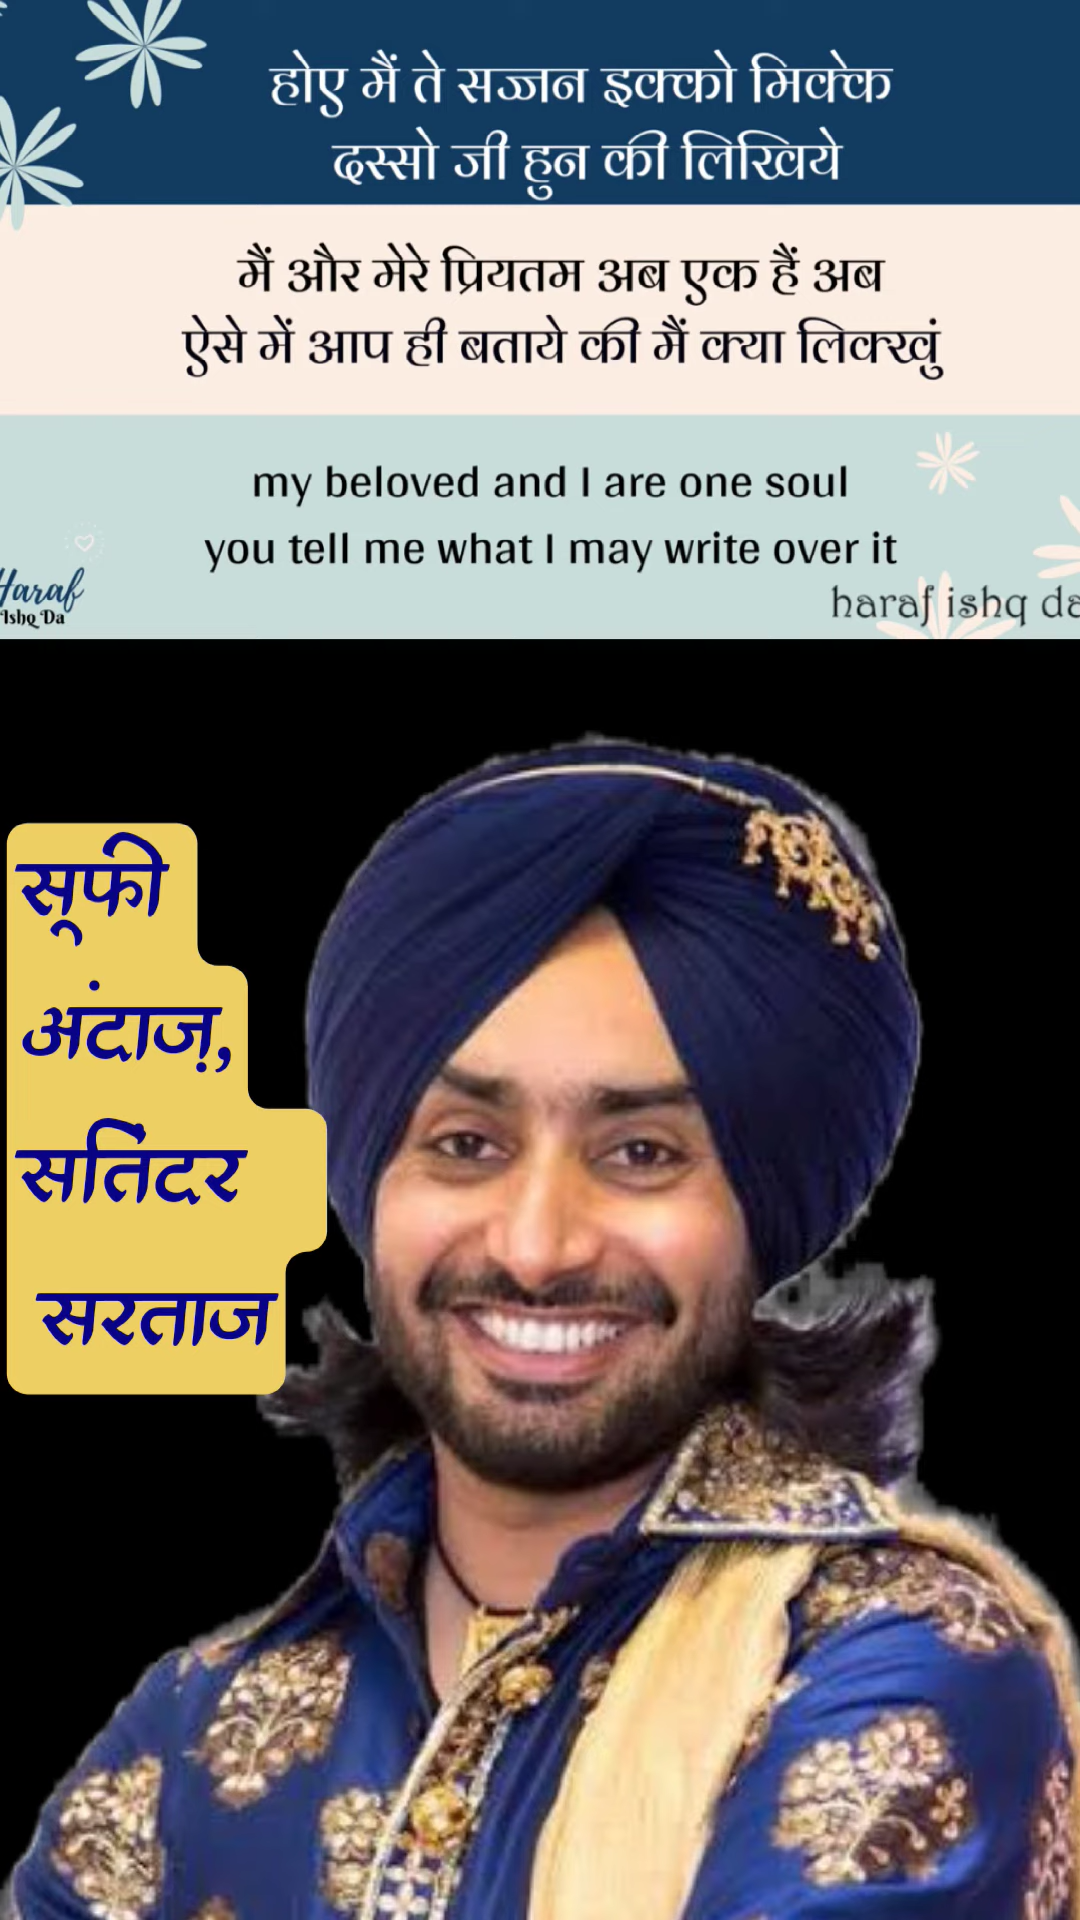 होए मैं ते सज्जन इक्को मिक्के
दस्सो जी हुन की लिखिये
मैं और मेरे प्रियतम अब एक हैं अब
ऐसे में आप ही बताये की मैं क्या लिक्खुं
my beloved and I are one soul
you tell me what I may write over it
Haraf
Ishq Da
haraf ishq da
सूफी
अंदाज़,
सतिंदर
सरताज